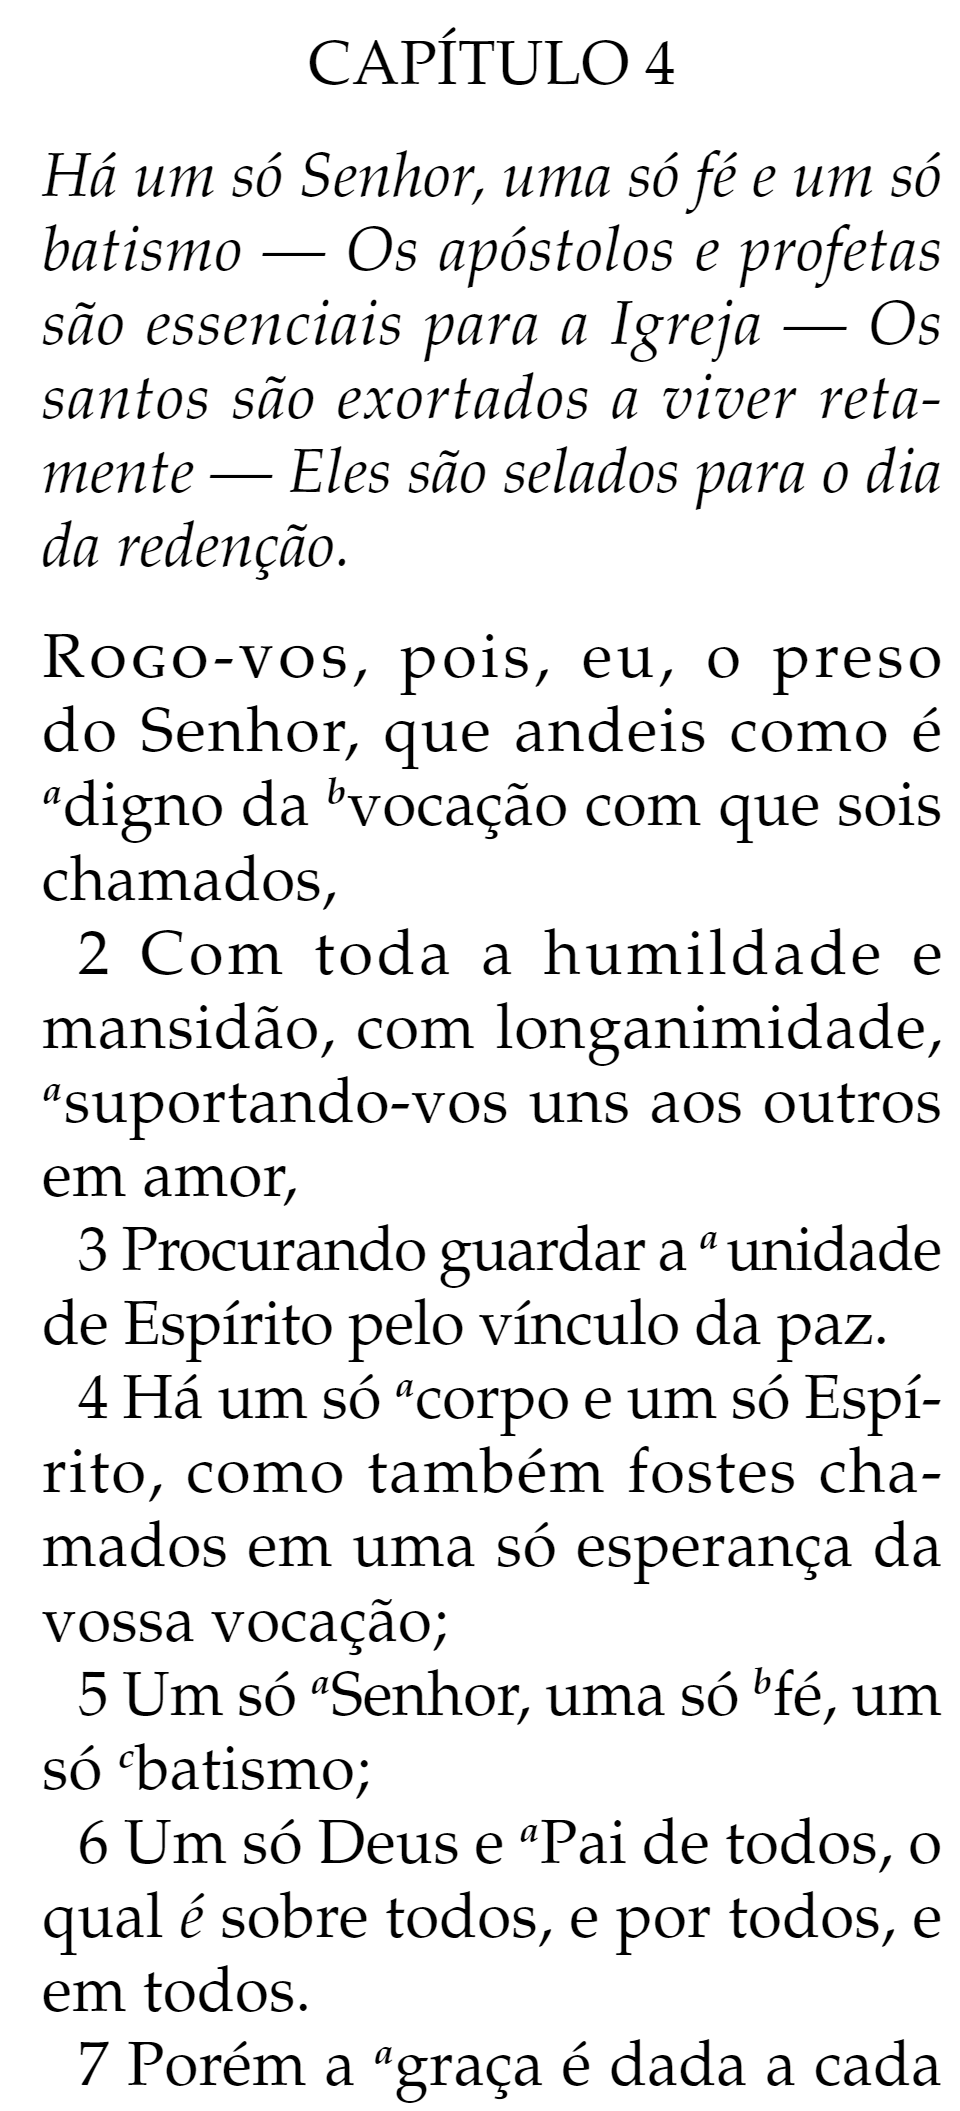 CAPÍTULO 4
Há um só Senhor, uma só fé e um só
batismo — Os apóstolos e profetas
são essenciais para a Igreja — Os
santos são exortados a viver reta-
mente — Eles são selados para o dia
da redenção.
Rogo-vos, pois, eu, o preso
do Senhor, que andeis como é
ᵃdigno da ᵇvocação com que sois
chamados,
2 Com toda a humildade e
mansidão, com longanimidade,
ᵃsuportando-vos uns aos outros
em amor,
3 Procurando guardar a ᵃ unidade
de Espírito pelo vínculo da paz.
4 Há um só ᵃcorpo e um só Espí-
rito, como também fostes cha-
mados em uma só esperança da
vossa vocação;
5 Um só ᵃSenhor, uma só ᵇfé, um
só ᶜbatismo;
6 Um só Deus e ᵃPai de todos, o
qual é sobre todos, e por todos, e
em todos.
7 Porém a ᵃgraça é dada a cada